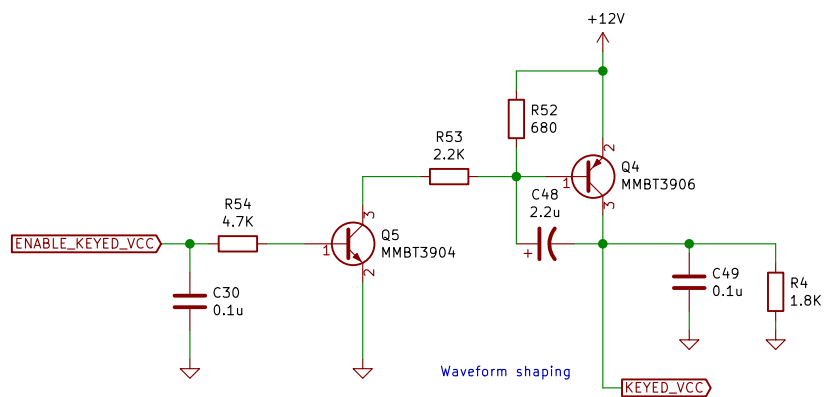 +12V
R52
680
R53
2.2K
2
Q4
MMBT3906
1
3
C48
2.2u
+
R54
4.7K
3
Q5
MMBT3904
1
2
ENABLE_KEYED_VCC
C30
0.1u
C49
0.1u
R4
1.8K
Waveform shaping
KEYED_VCC